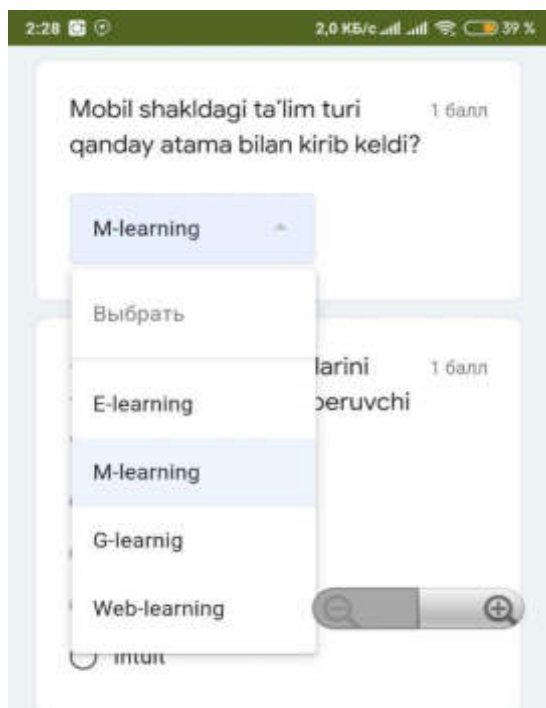 2:28 2,0 КБ/с 39 %
Mobil shakldagi ta'lim turi 1 балл
qanday atama bilan kirib keldi?
M-learning
Выбрать
larini 1 балл
E-learning
beruvchi
M-learning
G-learnig
Web-learning
Intuit